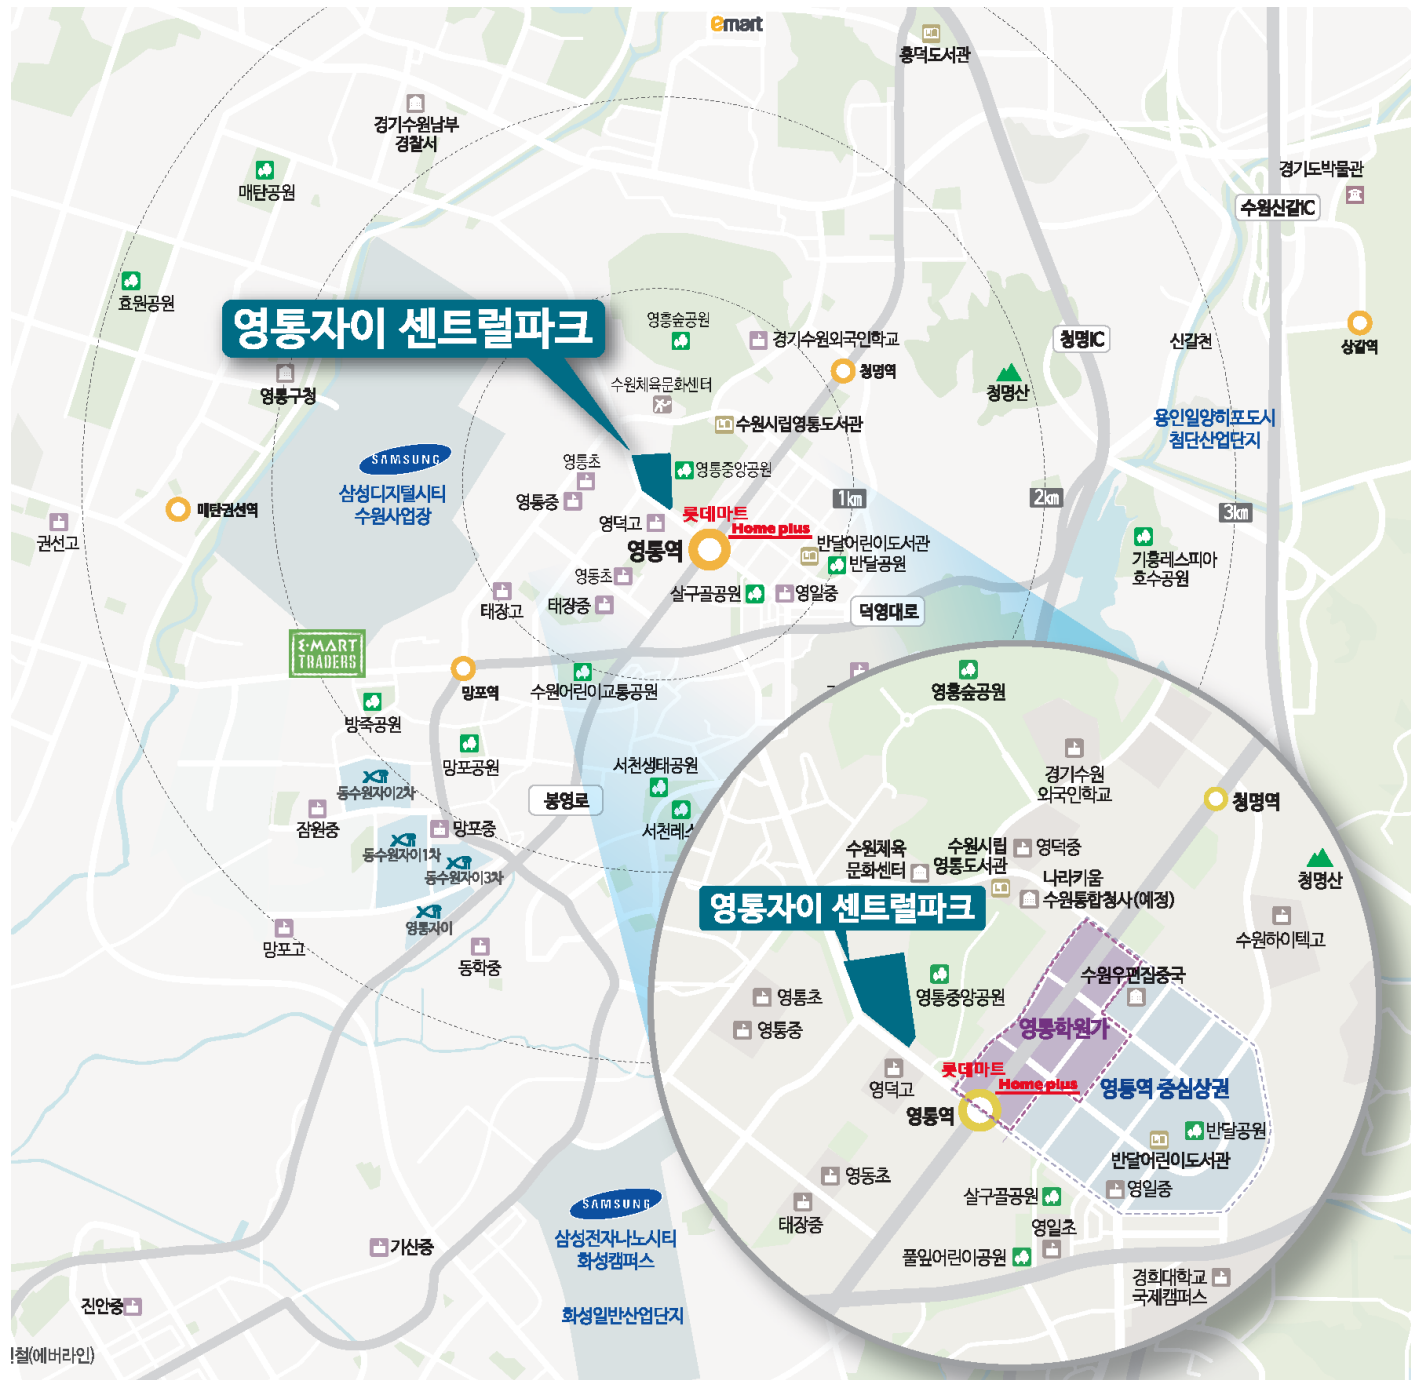 emart
흥덕도서관
경기수원남부
경찰서
매탄공원
경기도박물관
수원신갈IC
효원공원
영통자이 센트럴파크
영흥숲공원
경기수원외국인학교
청명IC
신갈천
상갈역
영통구청
수원체육문화센터
청명역
청명산
수원시립영통도서관
용인일양히포도시
첨단산업단지
SAMSUNG
삼성디지털시티
수원사업장
영통초
영통중앙공원
영통중
1km
2km
3km
매탄권선역
권선고
영덕고
롯데마트
Home plus
영통역
반달어린이도서관
반달공원
기흥레스피아
호수공원
영동초
태장고
태장중
살구골공원
영일중
덕영대로
E·MART
TRADERS
망포역
수원어린이교통공원
방죽공원
망포공원
서천생태공원
동수원자이2차
봉영로
잠원중
망포중
서천레스
동수원자이1차
동수원자이3차
영통자이
망포고
동학중
영흥숲공원
경기수원
외국인학교
청명역
수원체육
문화센터
수원시립
영통도서관
영덕중
나라키움
수원통합청사(예정)
청명산
영통자이 센트럴파크
수원하이텍고
수원우편집중국
영통초
영통중앙공원
영통중
영통학원가
롯데마트
Home plus
영덕고
영통역 중심상권
영통역
반달공원
반달어린이도서관
영동초
영일중
살구골공원
태장중
영일초
풀잎어린이공원
경희대학교
국제캠퍼스
SAMSUNG
삼성전자나노시티
화성캠퍼스
기산중
화성일반산업단지
진안중
철(에버라인)